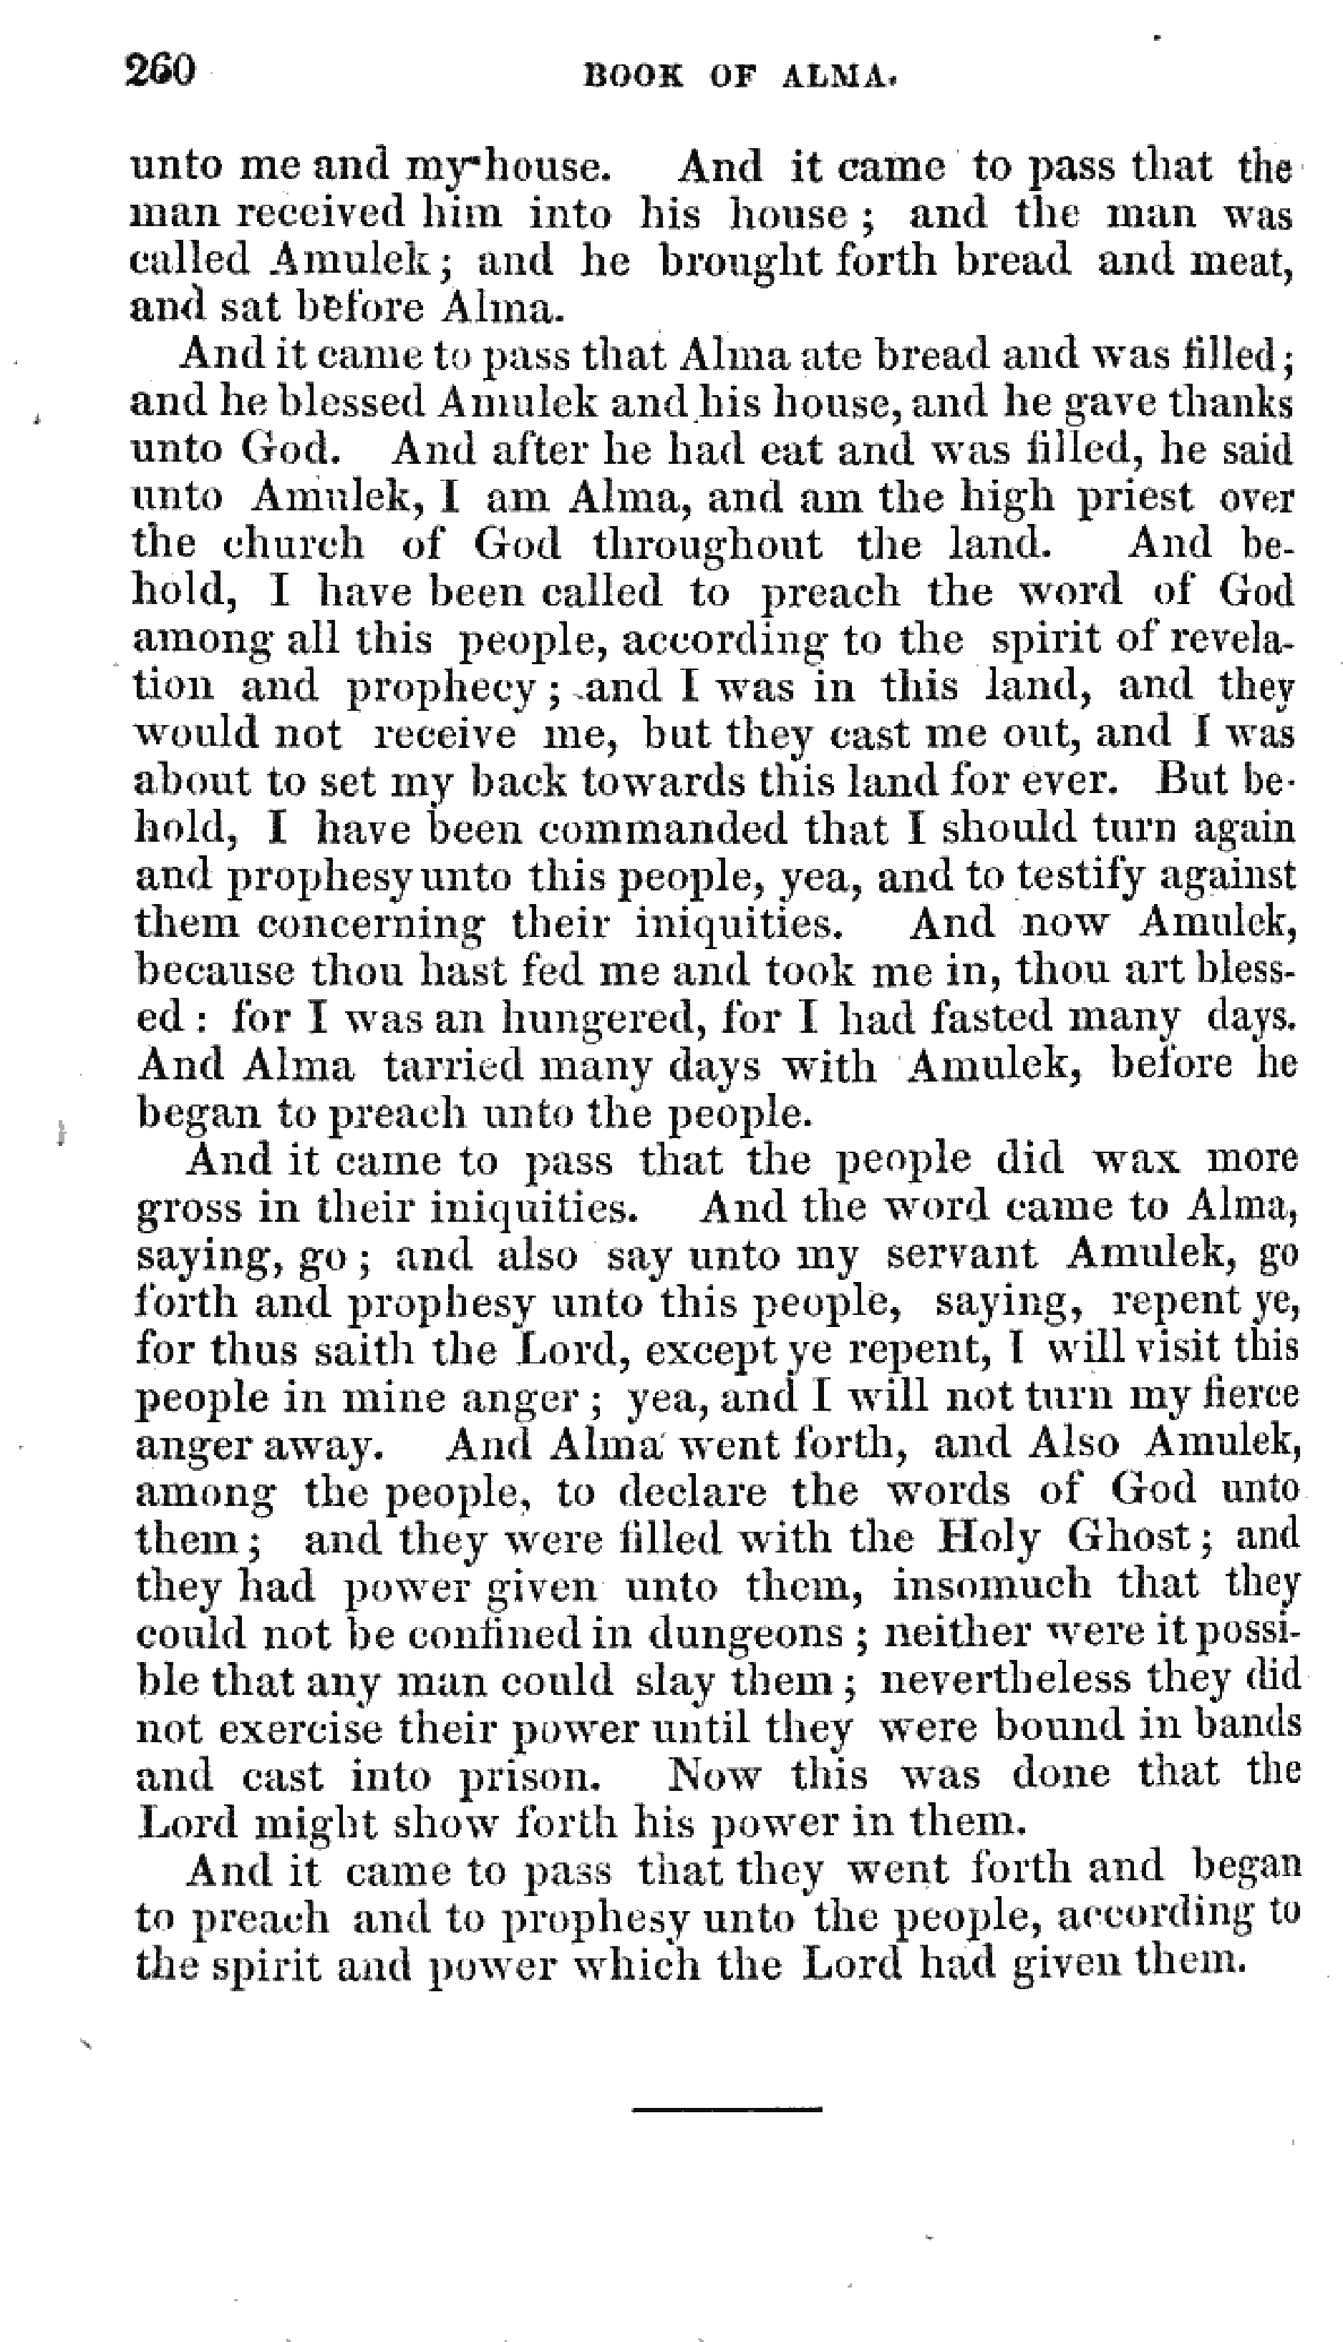 260 BOOK OF ALMA.
unto me and my house. And it came to pass that the
man received him into his house; and the man was
called Amulek; and he brought forth bread and meat,
and sat before Alma.
And it came to pass that Alma ate bread and was filled;
and he blessed Amulek and his house, and he gave thanks
unto God. And after he had eat and was filled, he said
unto Amulek, I am Alma, and am the high priest over
the church of God throughout the land. And be-
hold, I have been called to preach the word of God
among all this people, according to the spirit of revela-
tion and prophecy; and I was in this land, and they
would not receive me, but they cast me out, and I was
about to set my back towards this land for ever. But be-
hold, I have been commanded that I should turn again
and prophesy unto this people, yea, and to testify against
them concerning their iniquities. And now Amulek,
because thou hast fed me and took me in, thou art bless-
ed: for I was an hungered, for I had fasted many days.
And Alma tarried many days with Amulek, before he
began to preach unto the people.
And it came to pass that the people did wax more
gross in their iniquities. And the word came to Alma,
saying, go; and also say unto my servant Amulek, go
forth and prophesy unto this people, saying, repent ye,
for thus saith the Lord, except ye repent, I will visit this
people in mine anger; yea, and I will not turn my fierce
anger away. And Alma went forth, and Also Amulek,
among the people, to declare the words of God unto
them; and they were filled with the Holy Ghost; and
they had power given unto them, insomuch that they
could not be confined in dungeons; neither were it possi-
ble that any man could slay them; nevertheless they did
not exercise their power until they were bound in bands
and cast into prison. Now this was done that the
Lord might show forth his power in them.
And it came to pass that they went forth and began
to preach and to prophesy unto the people, according to
the spirit and power which the Lord had given them.